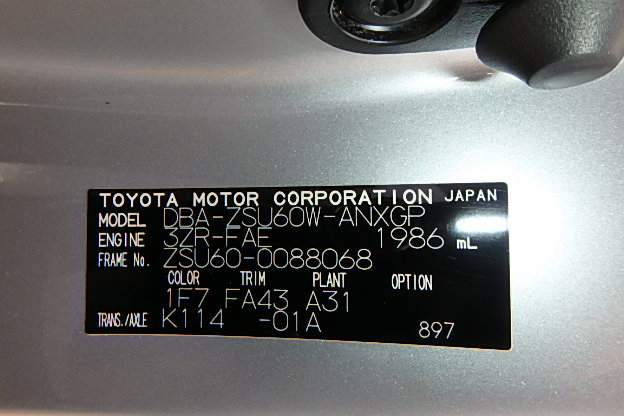 TOYOTA MOTOR CORPORATION JAPAN
MODEL DBA-ZSU60W-ANXGP
ENGINE 3ZR-FAE 1986 mL
FRAME No. ZSU60-0088068
COLOR TRIM PLANT OPTION
1F7 FA43 A31
TRANS./AXLE K114 -01A
897